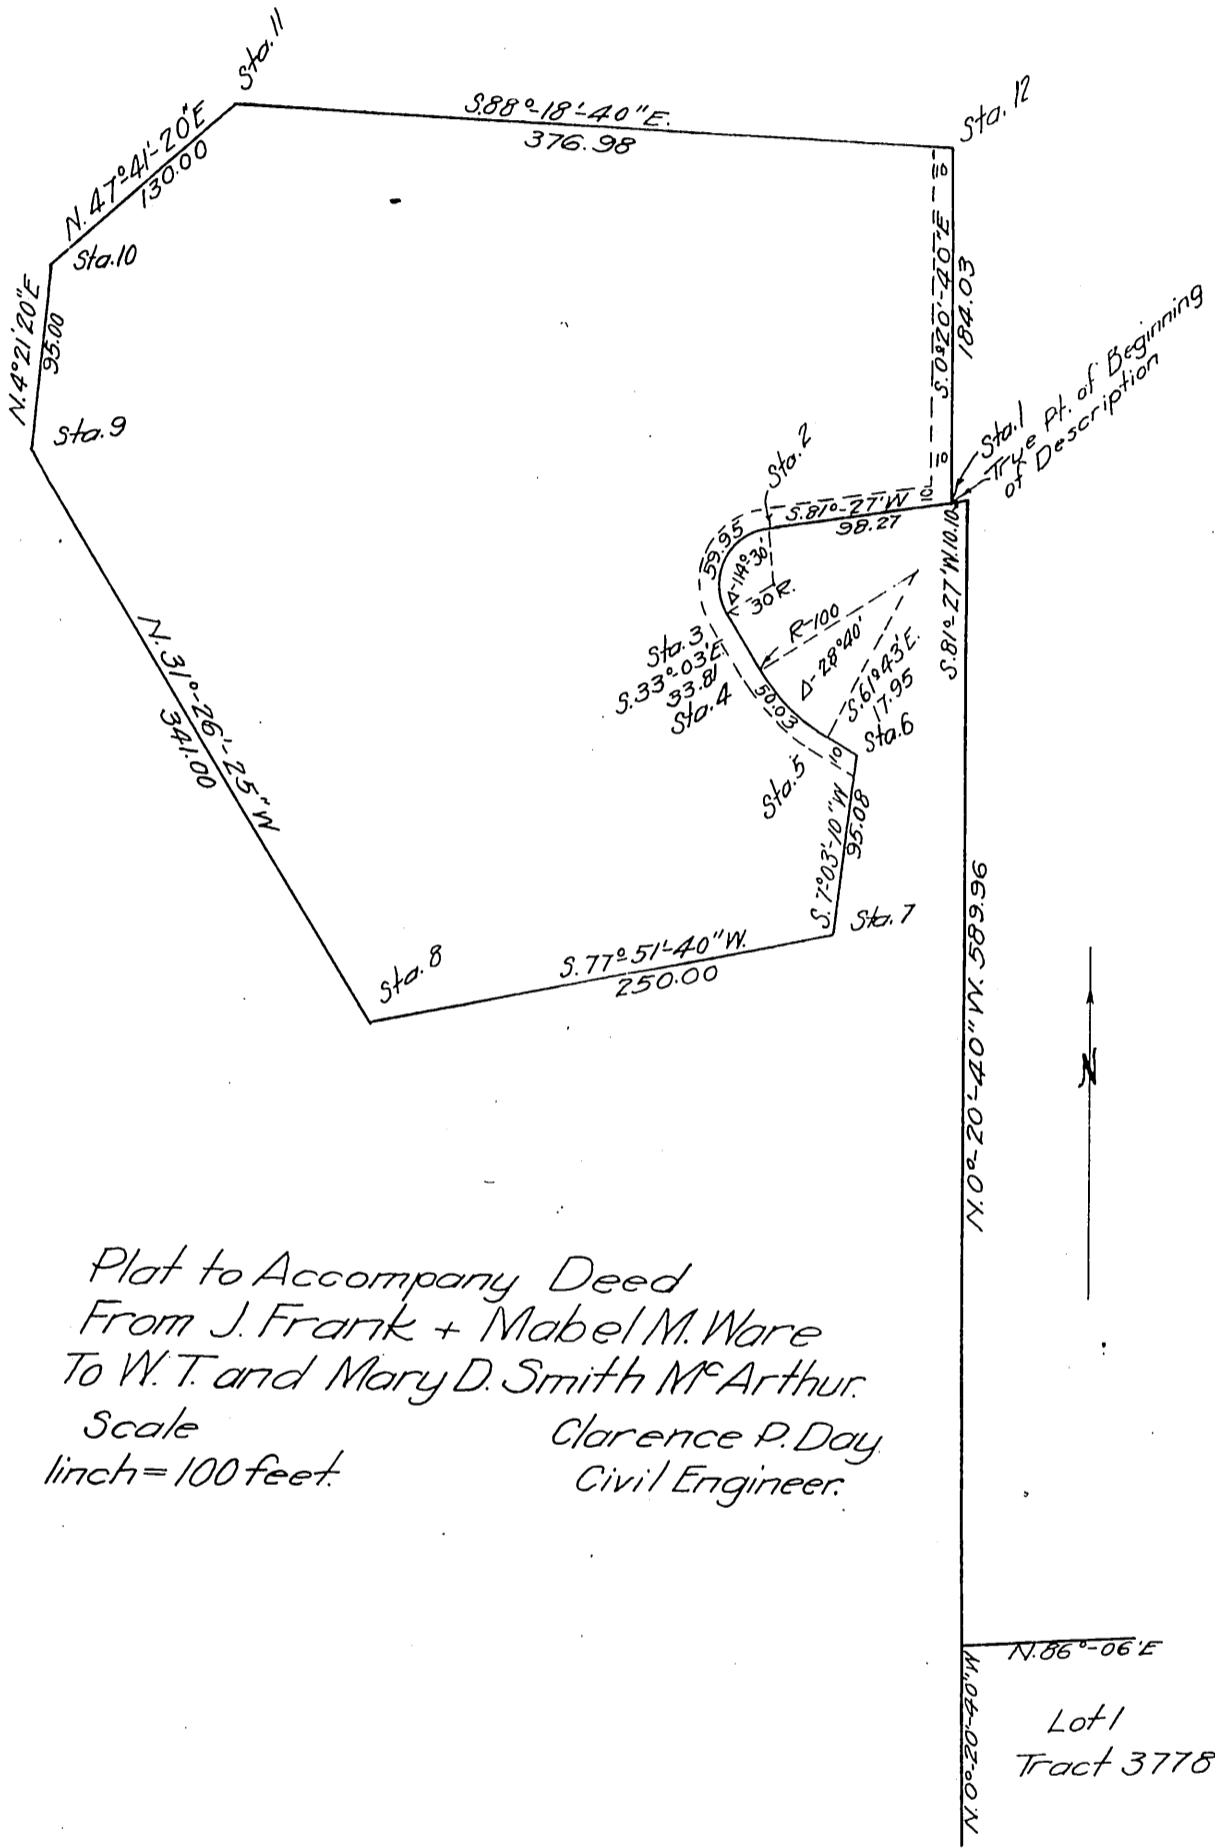 Sta. 11
S.88°-18'-40"E.
376.98
Sta. 12
N.47°-41'-20"E
130.00
Sta.10
N.4°21'20"E
95.00
Sta.9
10
S.0°20'-40"E
184.03
10
Sta.1
True Pt. of Beginning
of Description
Sta.2
S.81°-27'W
98.27
10
59.95
Δ-114°30'
30R.
S.81°27'W.10.10
R-100
Δ-28°40'
Sta.3
S.33°-03'E.
33.81
Sta.4
50.03
S.61°43'E.
17.95
Sta.6
Sta.5
10
S.7°-03'-10"W.
95.08
Sta.7
N.31°-26'-25"W
341.00
Sta.8
S.77°51'-40"W.
250.00
N.0°-20'-40"W. 589.96
N
Plat to Accompany Deed
From J. Frank + Mabel M. Ware
To W.T. and Mary D. Smith McArthur.
Scale
1inch=100 feet.
Clarence P. Day
Civil Engineer.
N.86°-06'E
N.0°-20-40"W
Lot 1
Tract 3778